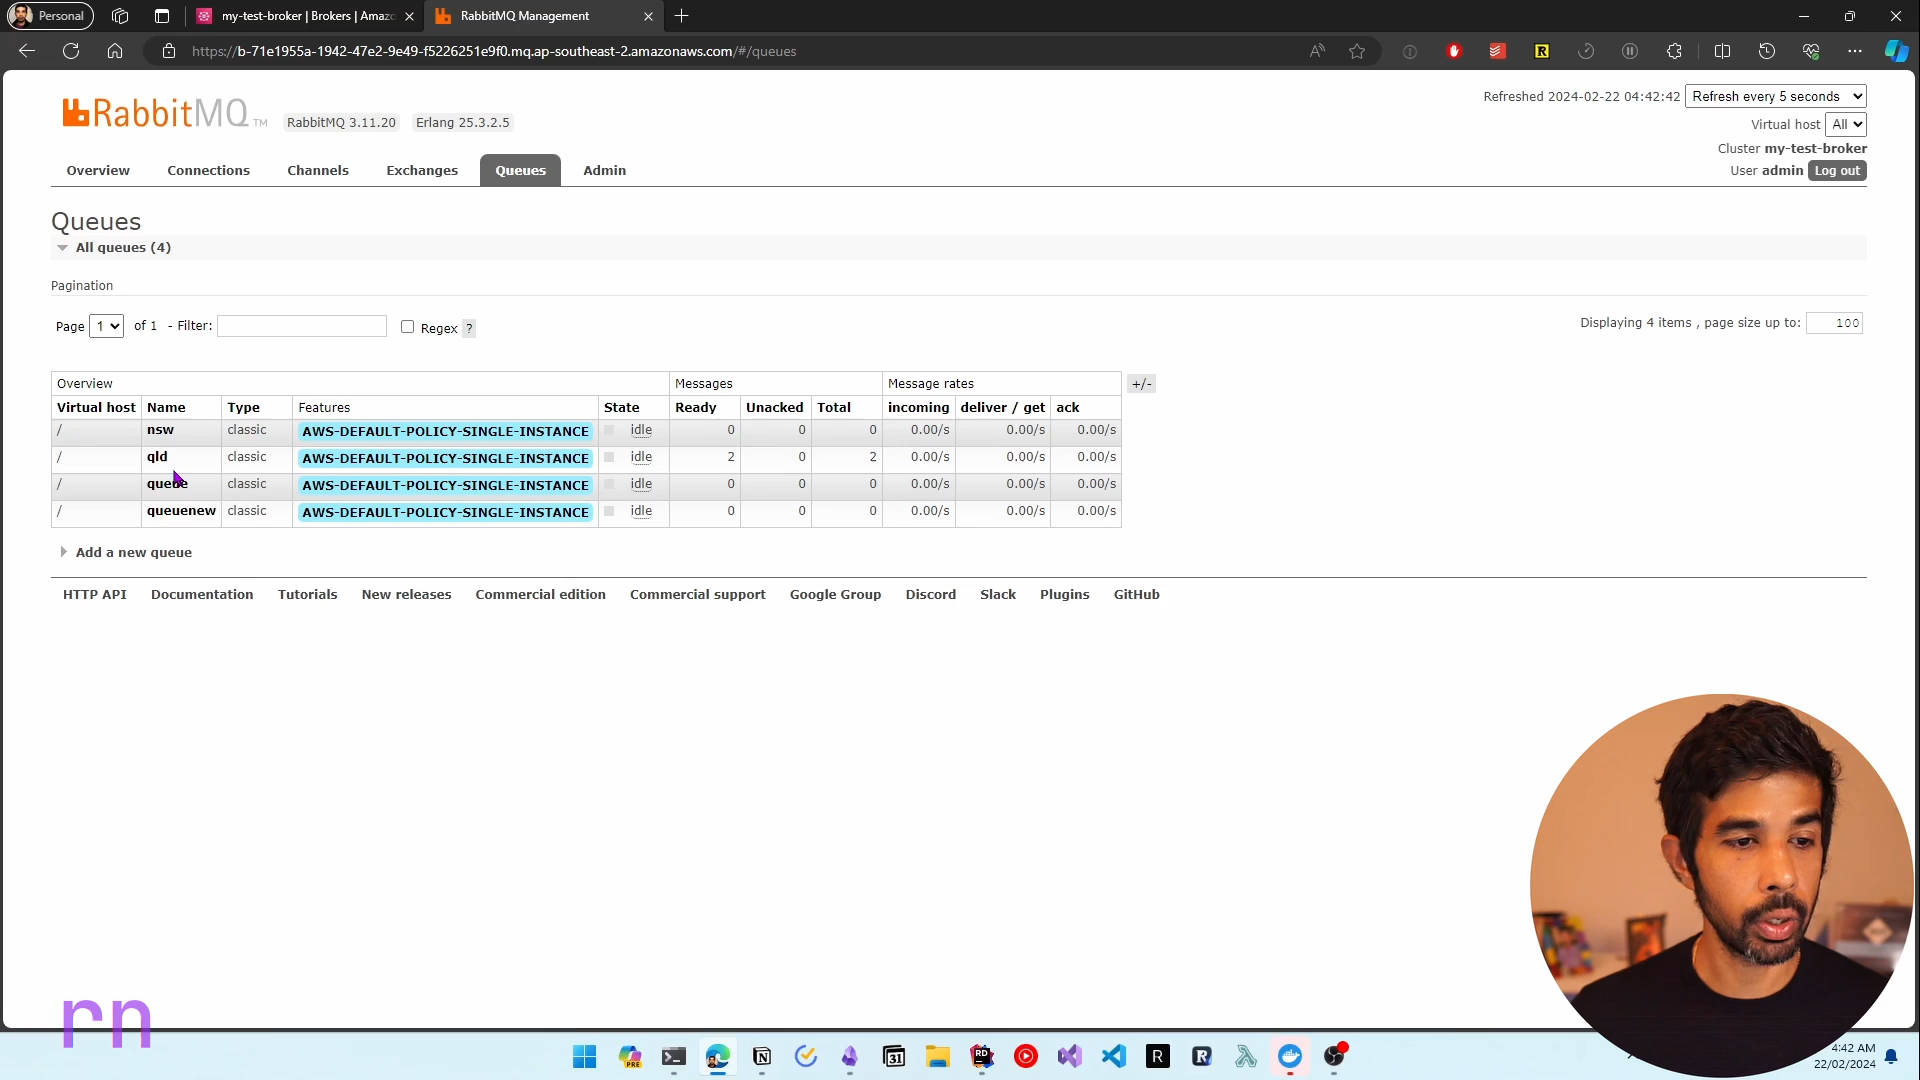 Personal
my-test-broker | Brokers | Amazo
RabbitMQ Management
https://b-71e1955a-1942-47e2-9e49-f5226251e9f0.mq.ap-southeast-2.amazonaws.com/#/queues
RabbitMQ TM
RabbitMQ 3.11.20
Erlang 25.3.2.5
Refreshed 2024-02-22 04:42:42
Refresh every 5 seconds
Virtual host All
Cluster my-test-broker
User admin Log out
Overview
Connections
Channels
Exchanges
Queues
Admin
Queues
All queues (4)
Pagination
Page 1 of 1 - Filter: Regex ?
Displaying 4 items , page size up to: 100
Overview Messages Message rates +/-
Virtual host Name Type Features State Ready Unacked Total incoming deliver / get ack
/ nsw classic AWS-DEFAULT-POLICY-SINGLE-INSTANCE idle 0 0 0 0.00/s 0.00/s 0.00/s
/ qld classic AWS-DEFAULT-POLICY-SINGLE-INSTANCE idle 2 0 2 0.00/s 0.00/s 0.00/s
/ queue classic AWS-DEFAULT-POLICY-SINGLE-INSTANCE idle 0 0 0 0.00/s 0.00/s 0.00/s
/ queuenew classic AWS-DEFAULT-POLICY-SINGLE-INSTANCE idle 0 0 0 0.00/s 0.00/s 0.00/s
Add a new queue
HTTP API
Documentation
Tutorials
New releases
Commercial edition
Commercial support
Google Group
Discord
Slack
Plugins
GitHub
rn
4:42 AM
22/02/2024